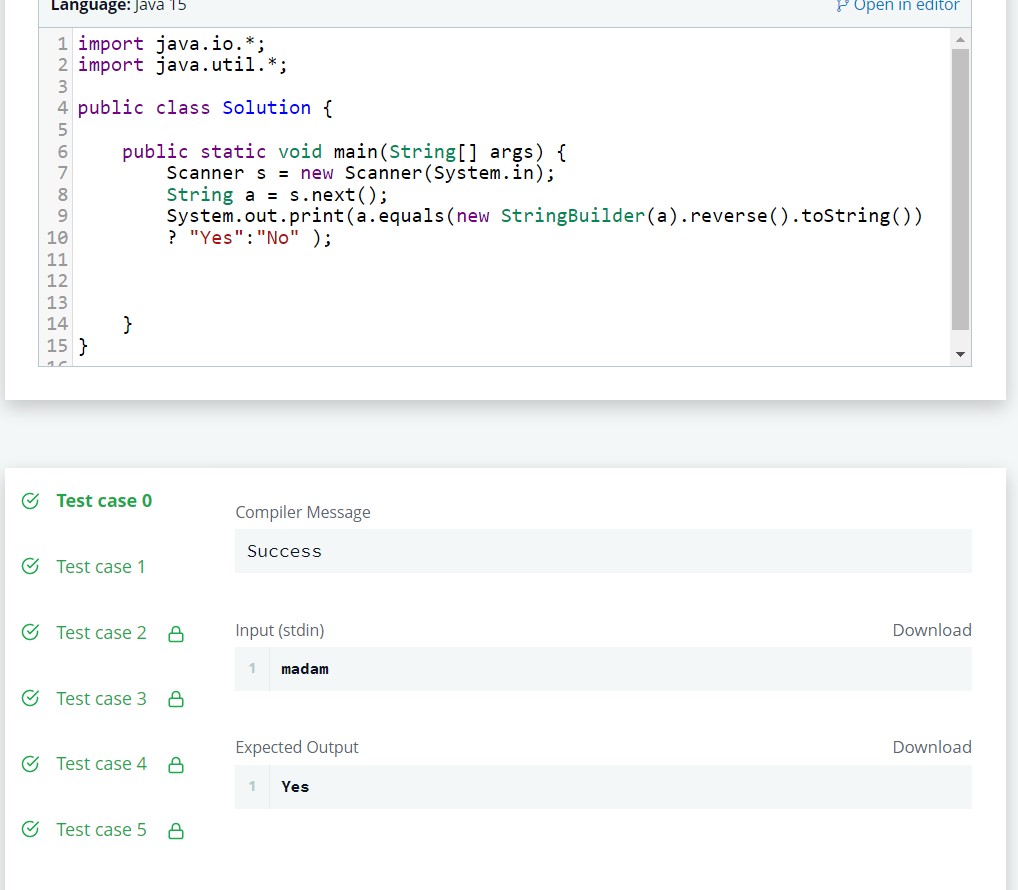 Language: Java 15
Open in editor
1 import java.io.*;
2 import java.util.*;
3
4 public class Solution {
5
6 public static void main(String[] args) {
7 Scanner s = new Scanner(System.in);
8 String a = s.next();
9 System.out.print(a.equals(new StringBuilder(a).reverse().toString())
10 ? "Yes":"No" );
11
12
13
14 }
15 }
16
Test case 0
Test case 1
Test case 2
Test case 3
Test case 4
Test case 5
Compiler Message
Success
Input (stdin)
Download
1 madam
Expected Output
Download
1 Yes